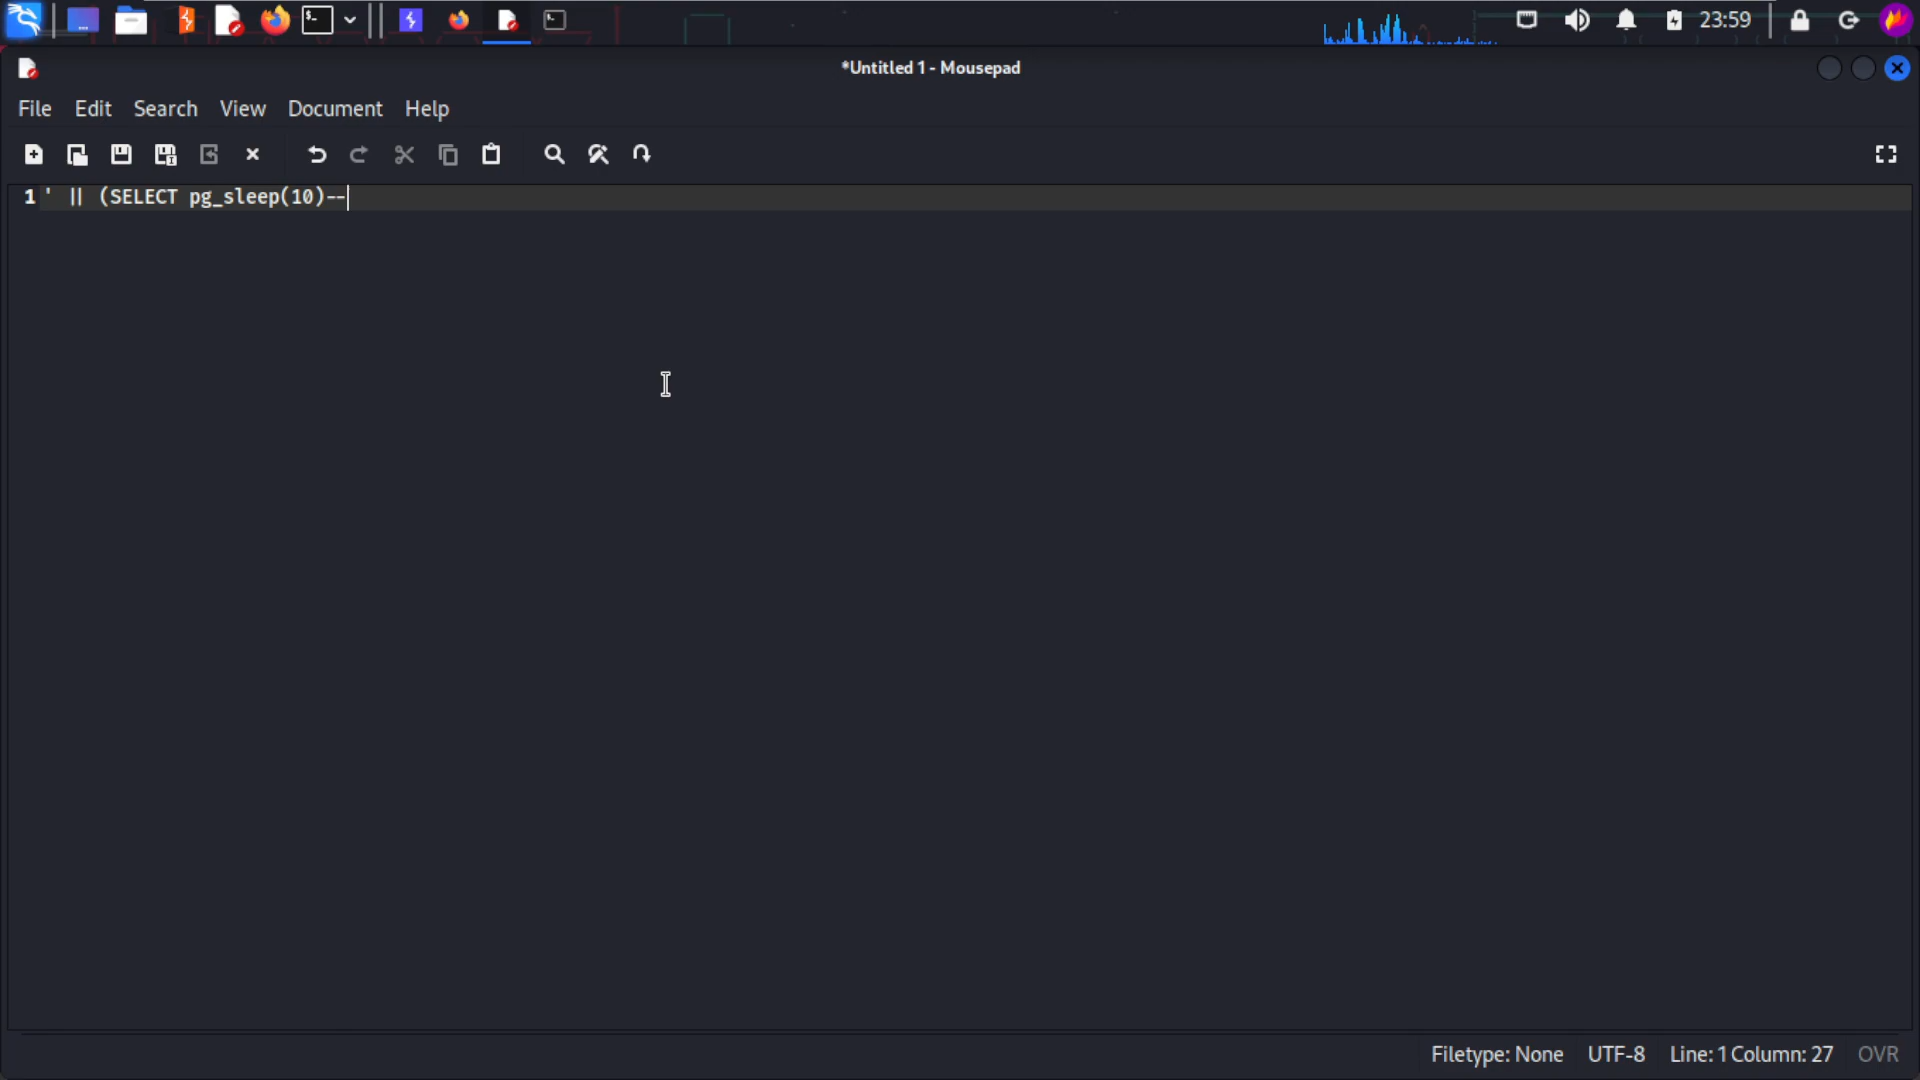 23:59
*Untitled 1 - Mousepad
File Edit Search View Document Help
1 ' || (SELECT pg_sleep(10)--
Filetype: None UTF-8 Line: 1 Column: 27 OVR